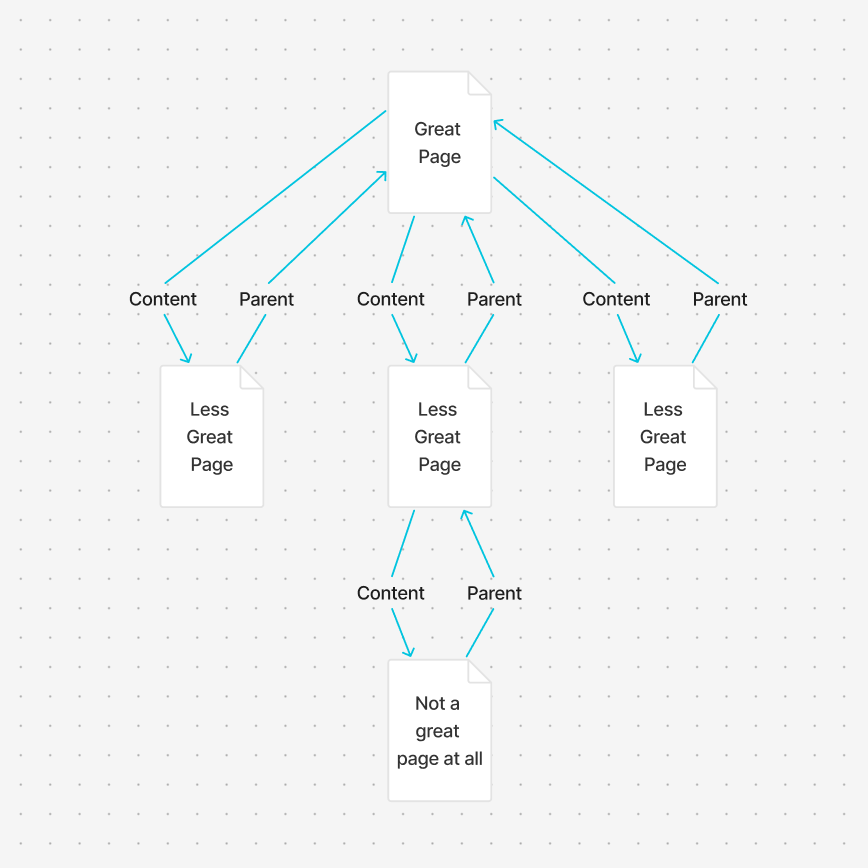 Great
Page
Content
Parent
Content
Parent
Content
Parent
Less
Great
Page
Less
Great
Page
Less
Great
Page
Content
Parent
Not a
great
page at all